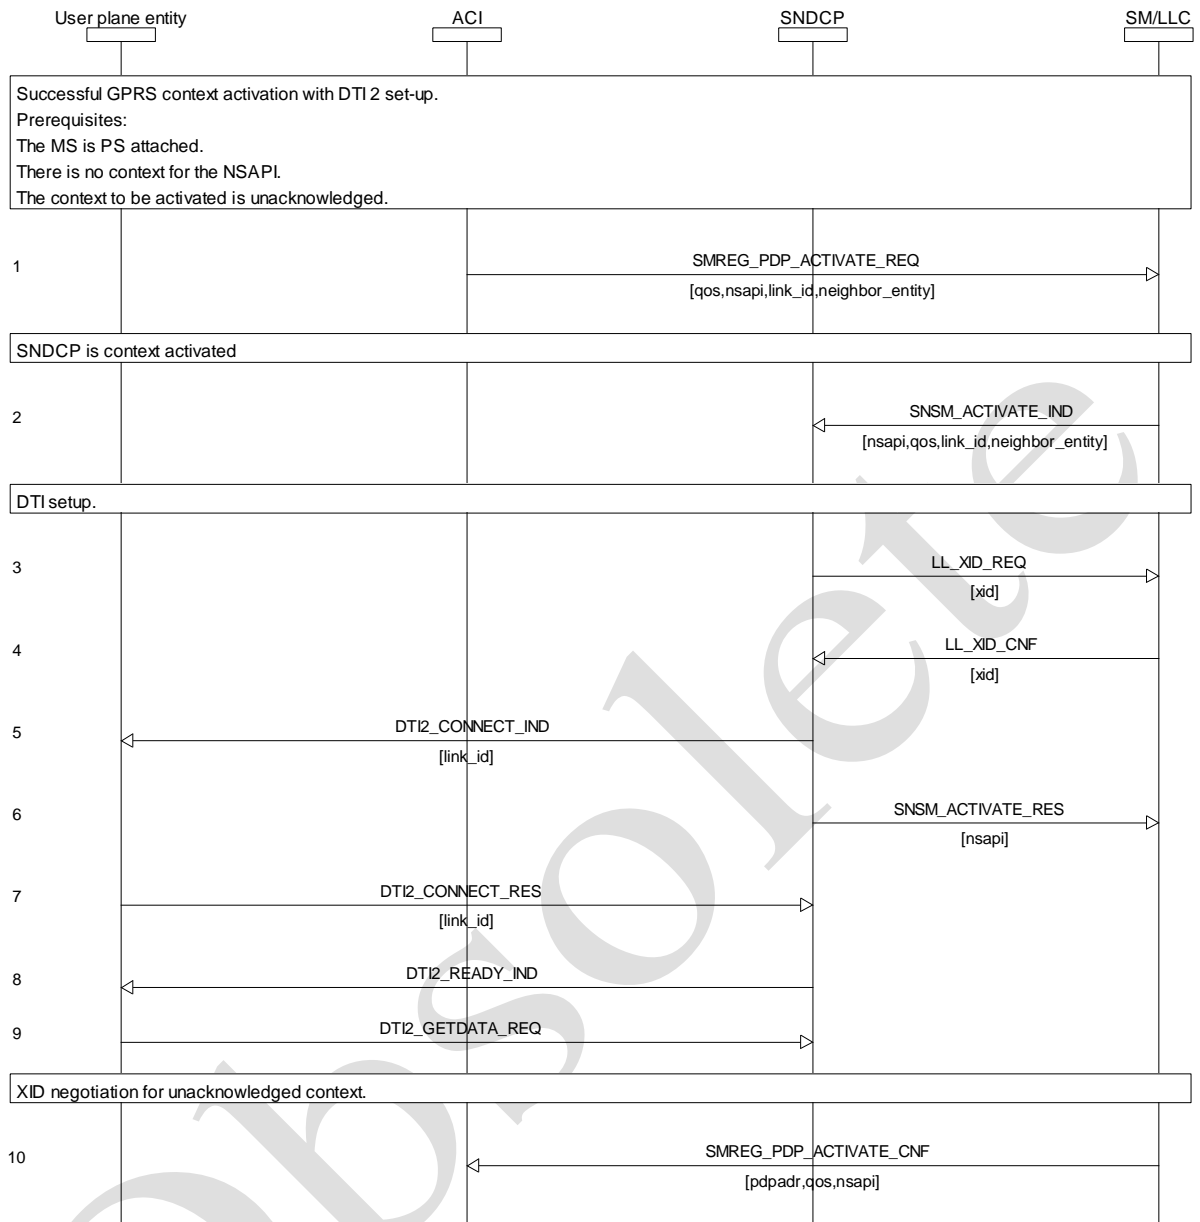 User plane entity ACI SNDCP SM/LLC
Successful GPRS context activation with DTI 2 set-up.
Prerequisites:
The MS is PS attached.
There is no context for the NSAPI.
The context to be activated is unacknowledged.
1 SMREG_PDP_ACTIVATE_REQ
[qos,nsapi,link_id,neighbor_entity]
SNDCP is context activated
2 SNSM_ACTIVATE_IND
[nsapi,qos,link_id,neighbor_entity]
DTI setup.
3 LL_XID_REQ
[xid]
4 LL_XID_CNF
[xid]
5 DTI2_CONNECT_IND
[link_id]
6 SNSM_ACTIVATE_RES
[nsapi]
7 DTI2_CONNECT_RES
[link_id]
8 DTI2_READY_IND
9 DTI2_GETDATA_REQ
XID negotiation for unacknowledged context.
10 SMREG_PDP_ACTIVATE_CNF
[pdpadr,qos,nsapi]
obsolete